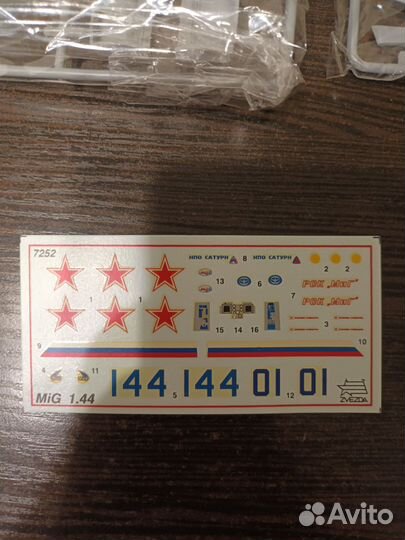 7252
НПО САТУРН 8 НПО САТУРН
13 6 2 2
РСК „МиГ"
7
РСК „МиГ"
1 1
15 14 16 3
9 10
4 11
144 144 01 01
5 12
MiG 1.44
ZVEZDA
Avito